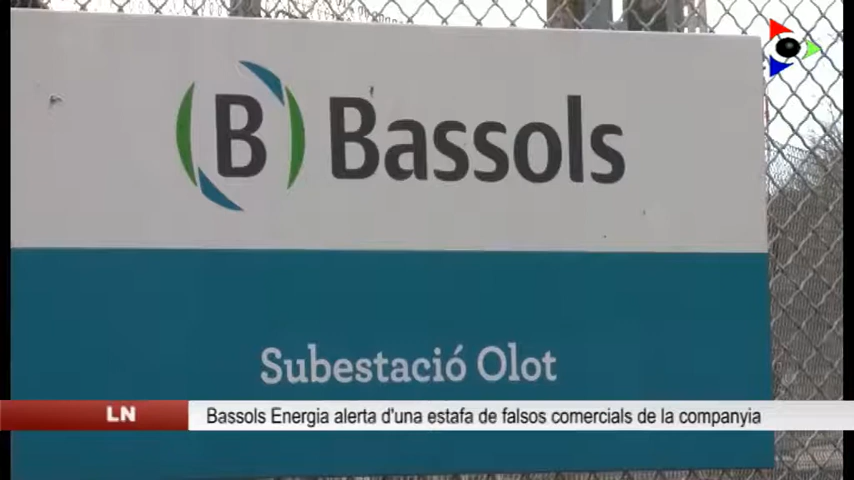 B Bassols
Subestació Olot
LN Bassols Energia alerta d'una estafa de falsos comercials de la companyia